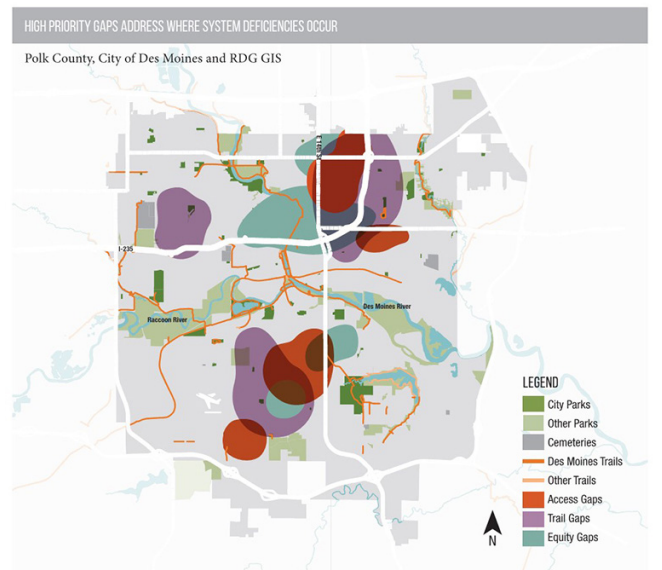 HIGH PRIORITY GAPS ADDRESS WHERE SYSTEM DEFICIENCIES OCCUR
Polk County, City of Des Moines and RDG GIS
I-235
Des Moines River
Raccoon River
LEGEND
City Parks
Other Parks
Cemeteries
Des Moines Trails
Other Trails
Access Gaps
Trail Gaps
Equity Gaps
N